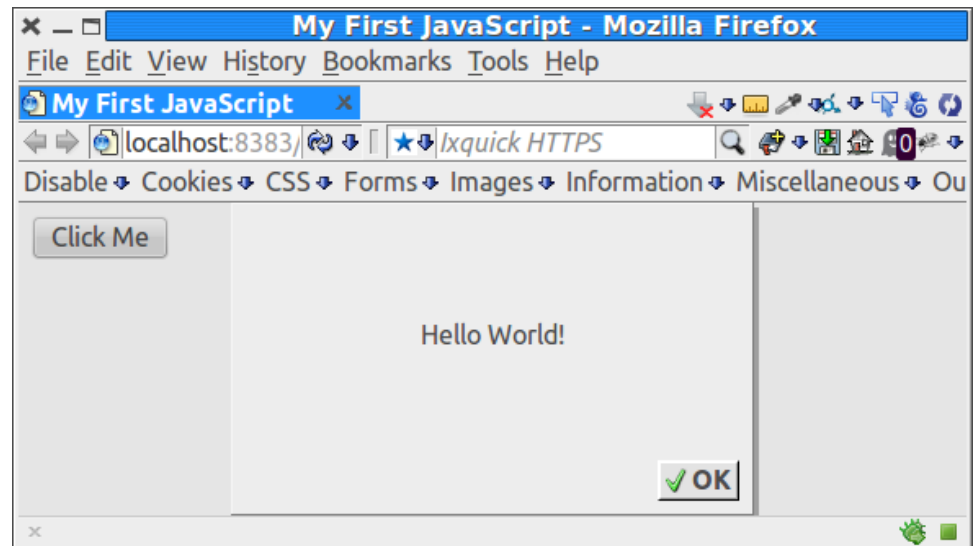 My First JavaScript - Mozilla Firefox
File Edit View History Bookmarks Tools Help
My First JavaScript
localhost:8383/ Ixquick HTTPS 0
Disable Cookies CSS Forms Images Information Miscellaneous Ou
Click Me
Hello World!
OK